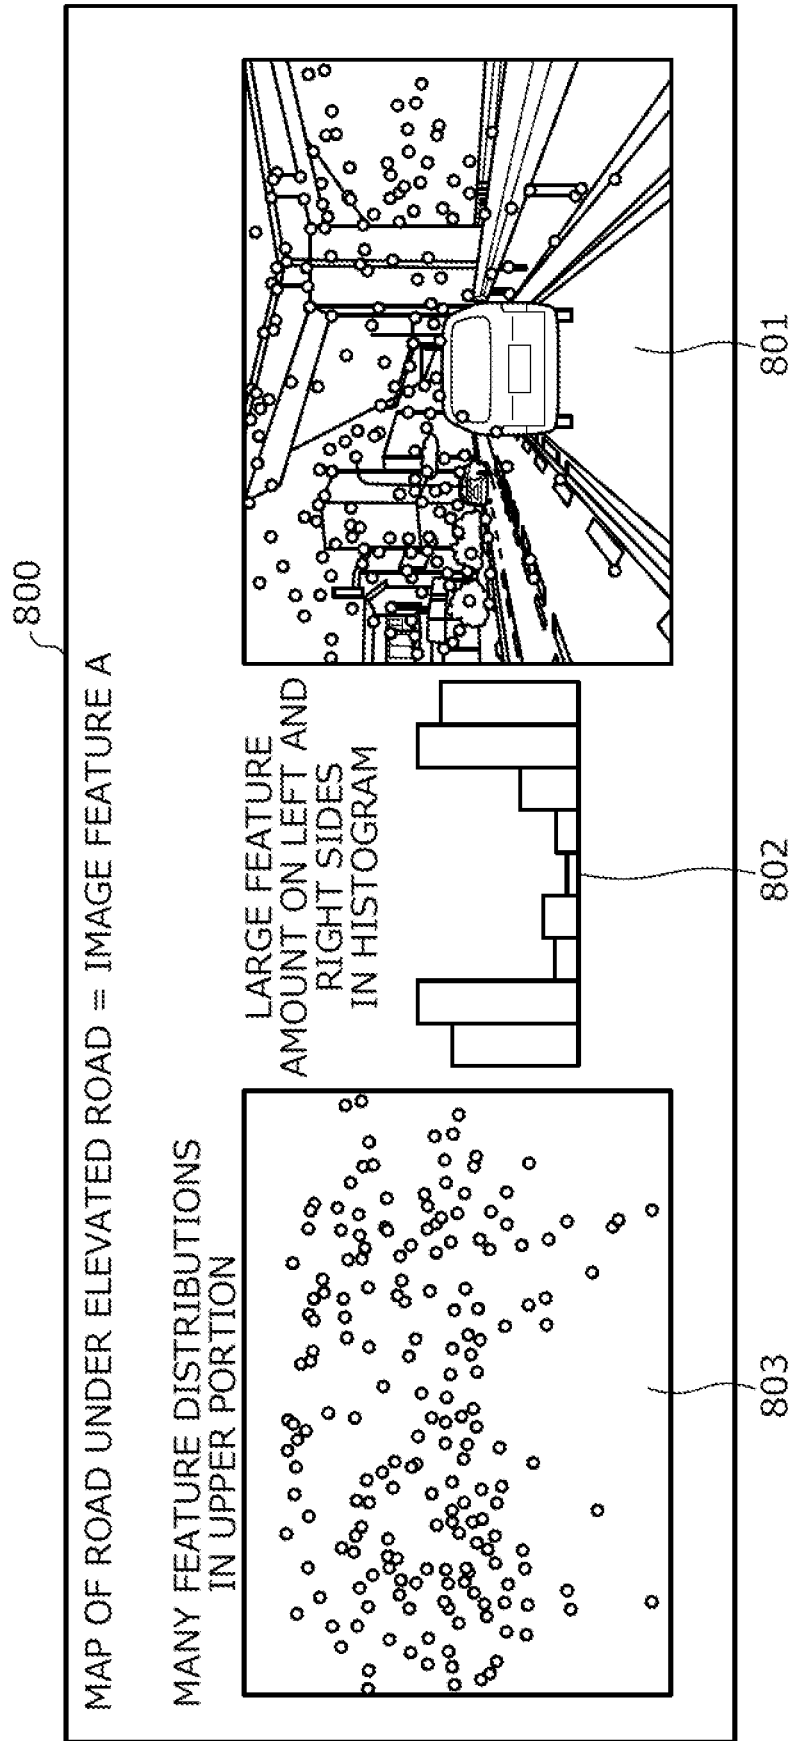 800
MAP OF ROAD UNDER ELEVATED ROAD = IMAGE FEATURE A
MANY FEATURE DISTRIBUTIONS
IN UPPER PORTION
LARGE FEATURE
AMOUNT ON LEFT AND
RIGHT SIDES
IN HISTOGRAM
803
802
801